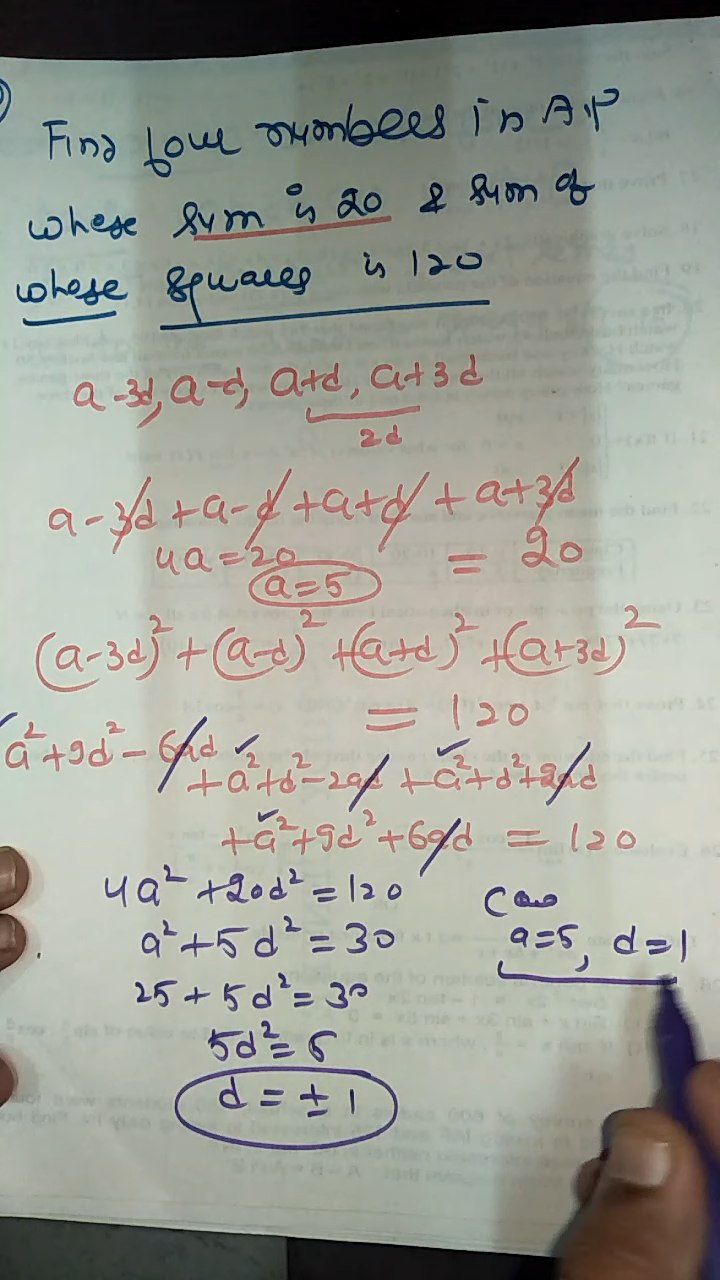 Find four numbers in A.P
whose sum is 20 & sum of
whose squares is 120
a-3d, a-d, a+d, a+3d
2d
a-3d+a-d+a+d+a+3d
= 20
4a=20
a=5
(a-3d)²+(a-d)²+(a+d)²+(a+3d)²
= 120
a²+9d²-6ad
+a²+d²-2ad +a²+d²+2ad
+a²+9d²+6ad = 120
4a²+20d²=120
a²+5d²=30
25+5d²=30
5d²=5
d=±1
Case
a=5, d=1